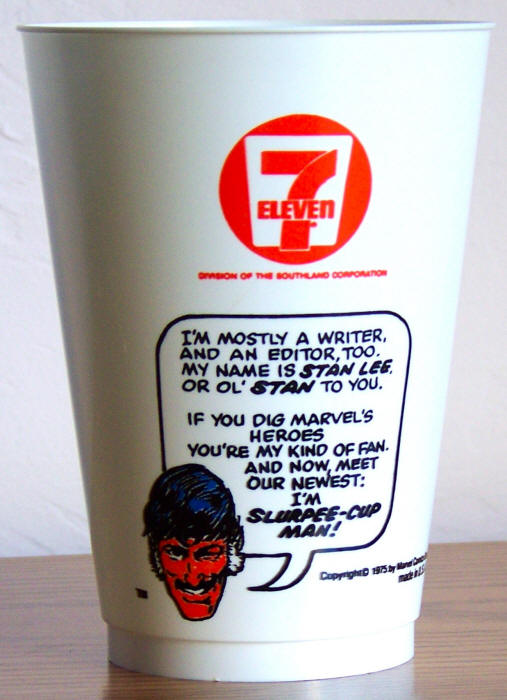 7
ELEVEN
DIVISION OF THE SOUTHLAND CORPORATION
I'M MOSTLY A WRITER,
AND AN EDITOR, TOO.
MY NAME IS STAN LEE,
OR OL' STAN TO YOU.
IF YOU DIG MARVEL'S
HEROES
YOU'RE MY KIND OF FAN.
AND NOW, MEET
OUR NEWEST:
I'M
SLURPEE-CUP
MAN!
Copyright© 1975 by Marvel
made in U.S.